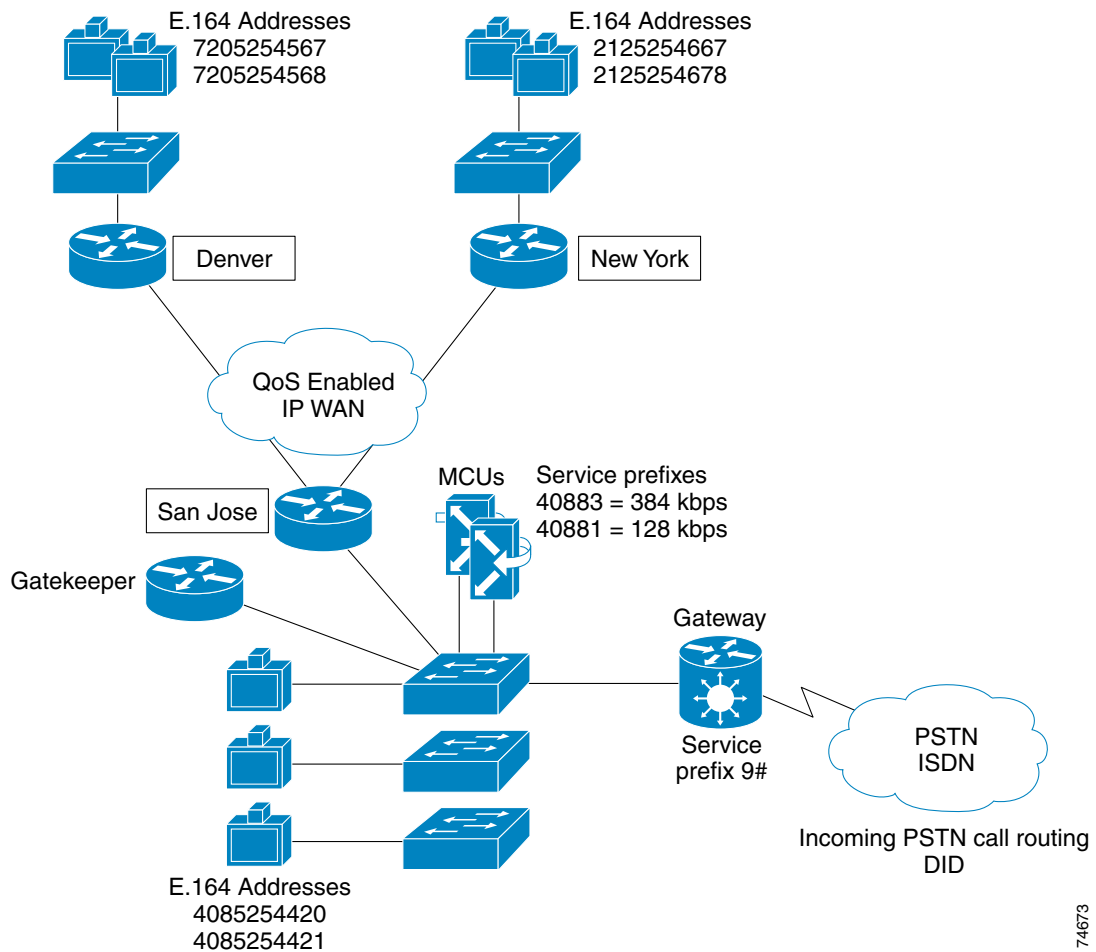 E.164 Addresses
7205254567
7205254568
E.164 Addresses
2125254667
2125254678
Denver
New York
QoS Enabled
IP WAN
San Jose
MCUs
Service prefixes
40883 = 384 kbps
40881 = 128 kbps
Gatekeeper
Gateway
Service
prefix 9#
PSTN
ISDN
Incoming PSTN call routing
DID
E.164 Addresses
4085254420
4085254421
74673